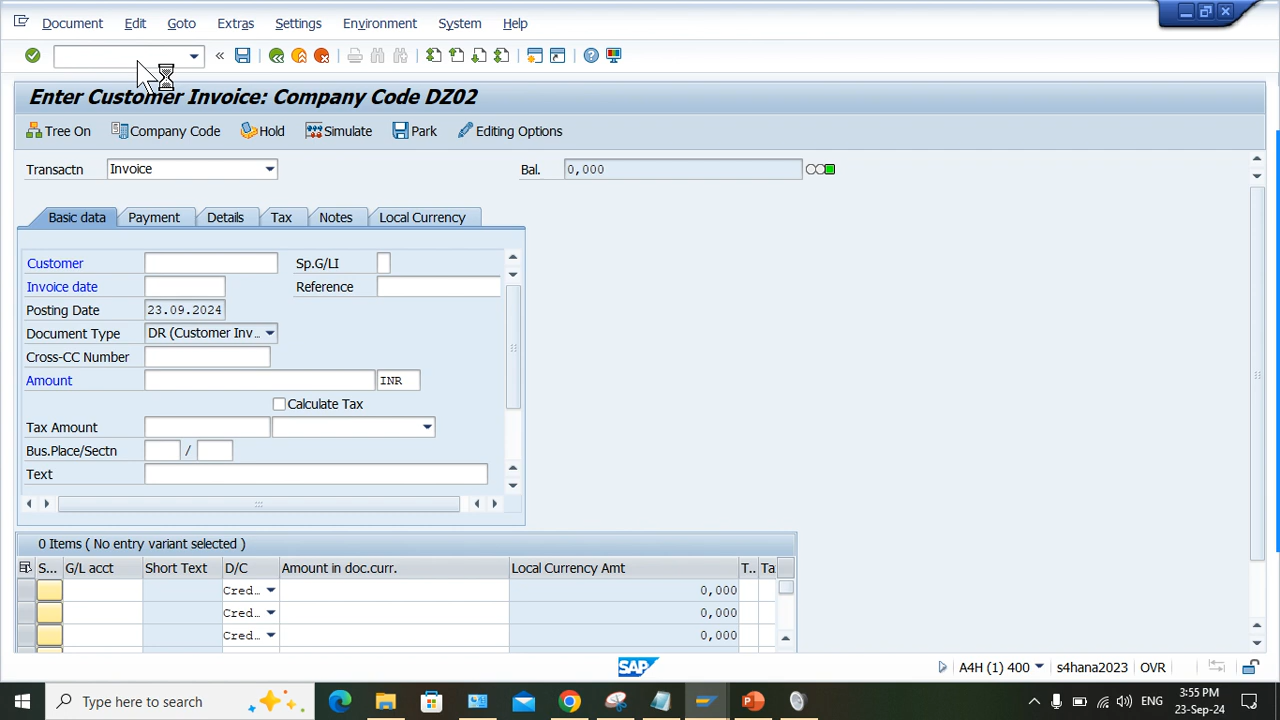 Document Edit Goto Extras Settings Environment System Help
Enter Customer Invoice: Company Code DZ02
Tree On Company Code Hold Simulate Park Editing Options
Transactn Invoice Bal. 0,000
Basic data Payment Details Tax Notes Local Currency
Customer Sp.G/LI
Invoice date Reference
Posting Date 23.09.2024
Document Type DR (Customer Inv...
Cross-CC Number
Amount INR
Calculate Tax
Tax Amount
Bus.Place/Sectn /
Text
0 Items ( No entry variant selected )
S... G/L acct Short Text D/C Amount in doc.curr. Local Currency Amt T.. Ta
Cred... 0,000
Cred... 0,000
Cred... 0,000
SAP A4H (1) 400 s4hana2023 OVR
Type here to search ENG 3:55 PM
23-Sep-24